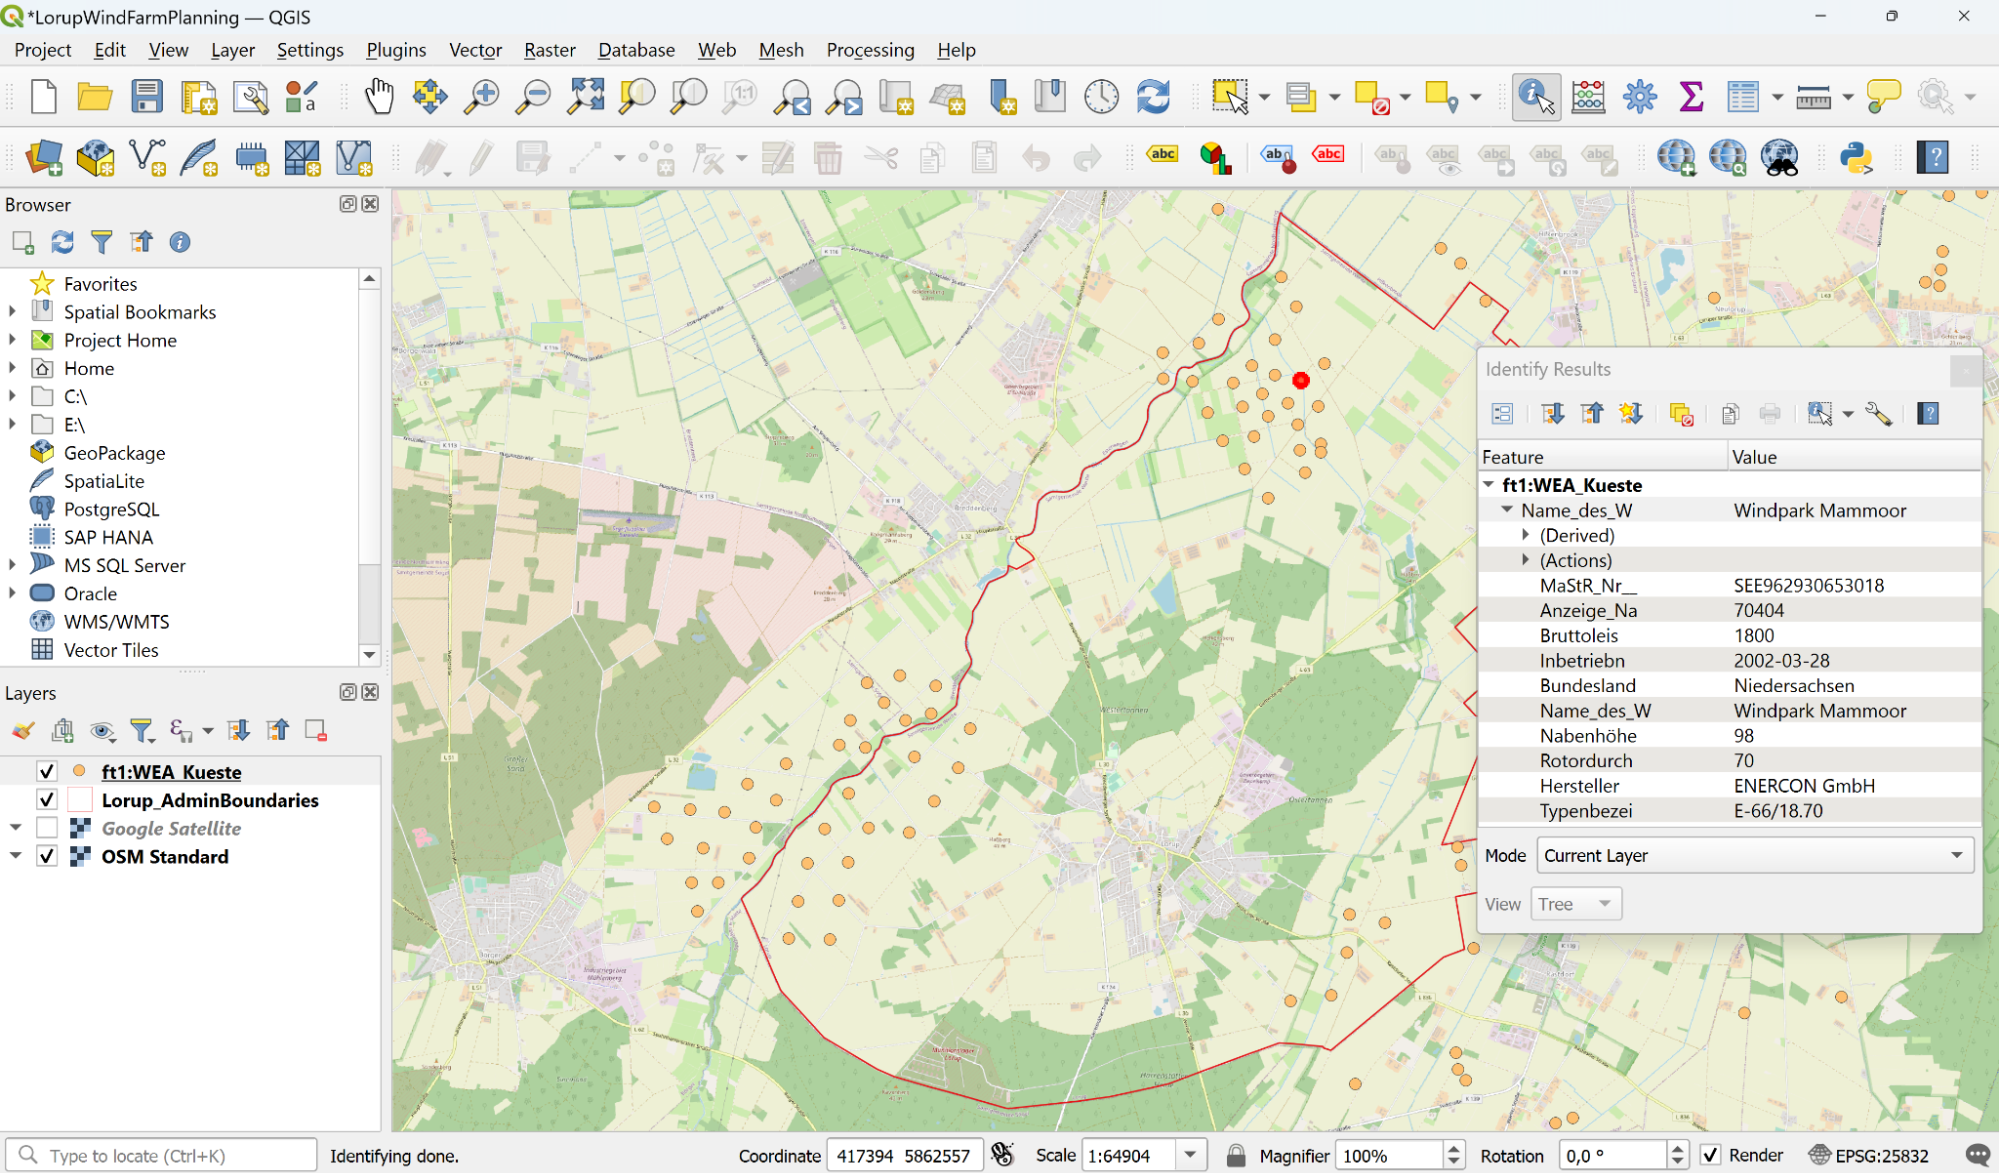 *LorupWindFarmPlanning — QGIS
Project Edit View Layer Settings Plugins Vector Raster Database Web Mesh Processing Help
Browser
Favorites
Spatial Bookmarks
Project Home
Home
C:\
E:\
GeoPackage
SpatiaLite
PostgreSQL
SAP HANA
MS SQL Server
Oracle
WMS/WMTS
Vector Tiles
Layers
ft1:WEA_Kueste
Lorup_AdminBoundaries
Google Satellite
OSM Standard
Identify Results
Feature Value
ft1:WEA_Kueste
Name_des_W Windpark Mammoor
(Derived)
(Actions)
MaStR_Nr__ SEE962930653018
Anzeige_Na 70404
Bruttoleis 1800
Inbetriebn 2002-03-28
Bundesland Niedersachsen
Name_des_W Windpark Mammoor
Nabenhöhe 98
Rotordurch 70
Hersteller ENERCON GmbH
Typenbezei E-66/18.70
Mode Current Layer
View Tree
Type to locate (Ctrl+K) Identifying done. Coordinate 417394 5862557 Scale 1:64904 Magnifier 100% Rotation 0,0 ° Render EPSG:25832